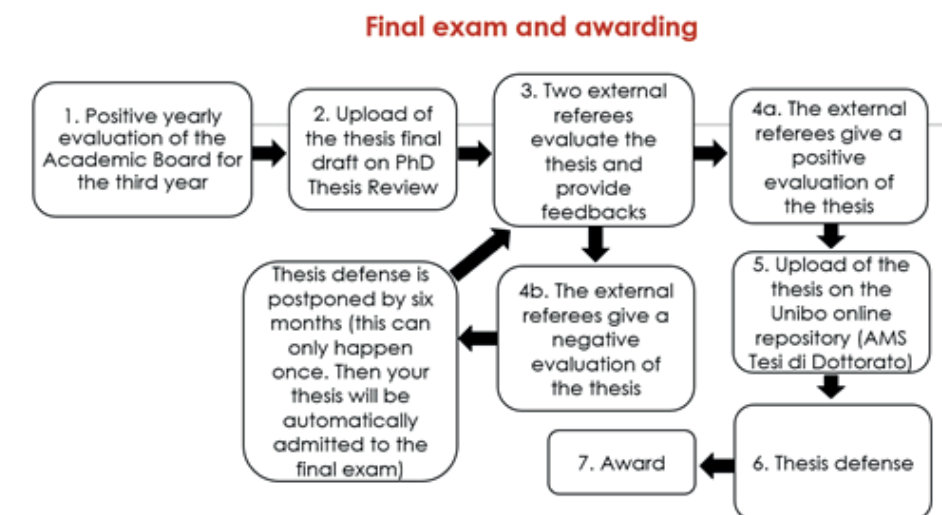 Final exam and awarding
1. Positive yearly
evaluation of the
Academic Board for
the third year
2. Upload of
the thesis final
draft on PhD
Thesis Review
3. Two external
referees
evaluate the
thesis and
provide
feedbacks
4a. The external
referees give a
positive
evaluation of
the thesis
Thesis defense is
postponed by six
months (this can
only happen
once. Then your
thesis will be
automatically
admitted to the
final exam)
4b. The external
referees give a
negative
evaluation of
the thesis
5. Upload of the
thesis on the
Unibo online
repository (AMS
Tesi di Dottorato)
7. Award
6. Thesis defense